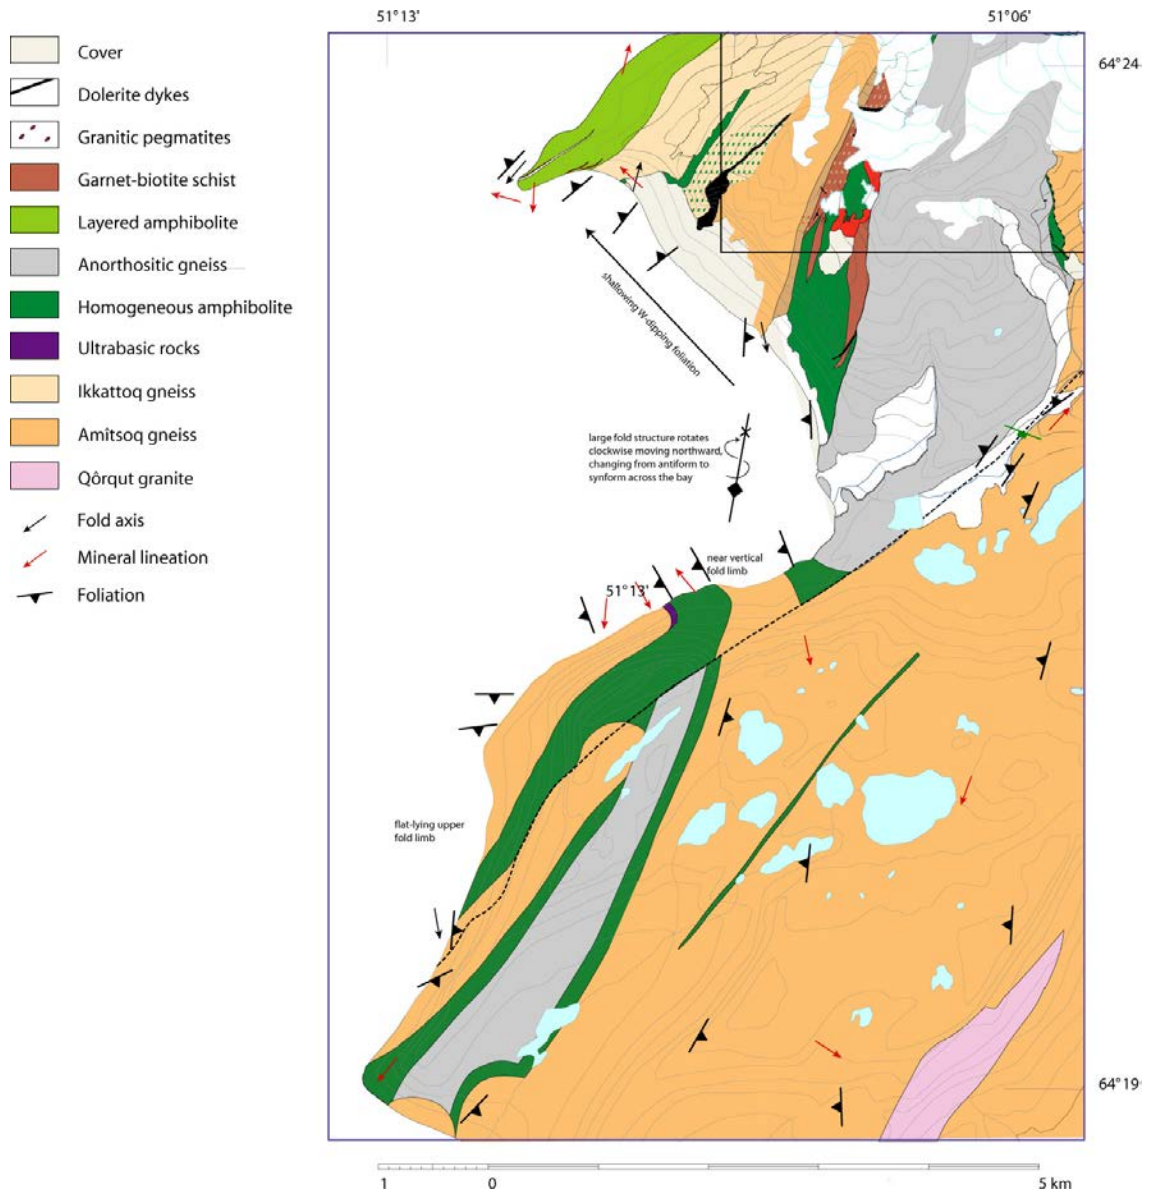 51°13'
51°06'
64°24
Cover
Dolerite dykes
Granitic pegmatites
Garnet-biotite schist
Layered amphibolite
Anorthositic gneiss
Homogeneous amphibolite
Ultrabasic rocks
Ikkattoq gneiss
Amîtsoq gneiss
Qôrqut granite
Fold axis
Mineral lineation
Foliation
shallowing W-dipping foliation
large fold structure rotates
clockwise moving northward,
changing from antiform to
synform across the bay
near vertical
fold limb
51°13'
flat-lying upper
fold limb
64°19
1 0 5 km